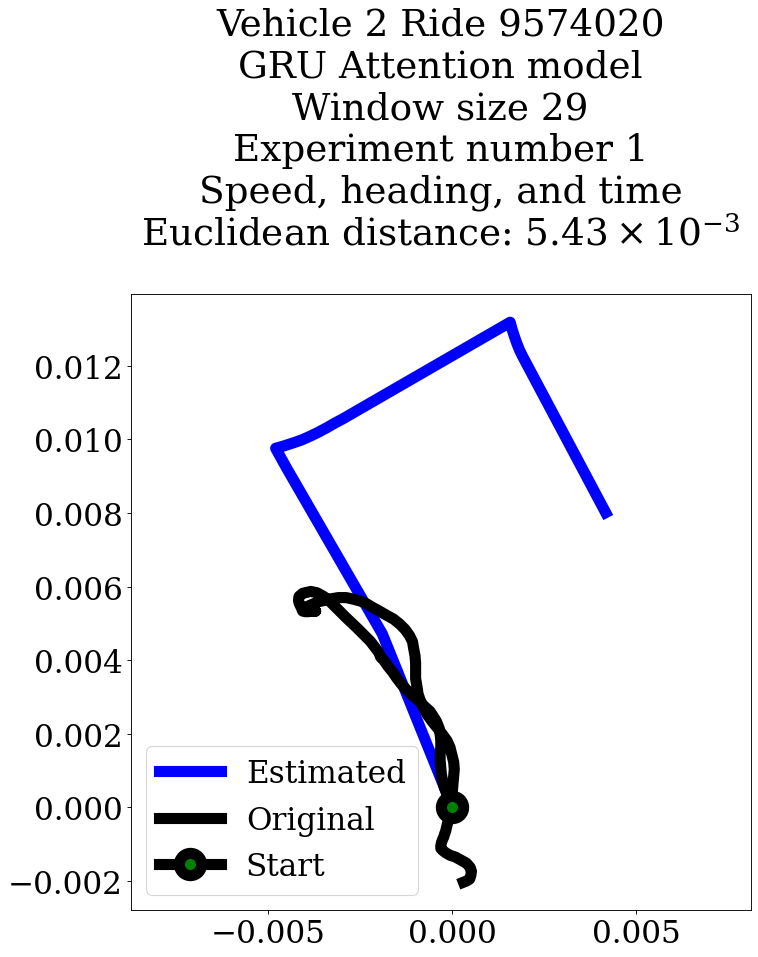 Vehicle 2 Ride 9574020
GRU Attention model
Window size 29
Experiment number 1
Speed, heading, and time
Euclidean distance: 5.43 × 10⁻³
0.012
0.010
0.008
0.006
0.004
0.002
0.000
−0.002
Estimated
Original
Start
−0.005 0.000 0.005